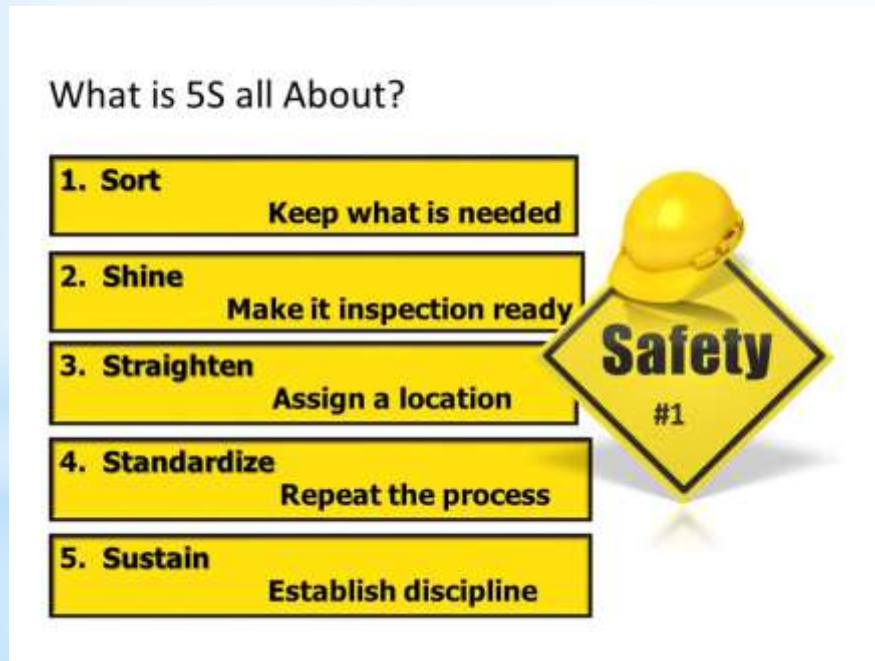 What is 5S all About?
1. Sort
Keep what is needed
2. Shine
Make it inspection ready
3. Straighten
Assign a location
4. Standardize
Repeat the process
5. Sustain
Establish discipline
Safety
#1